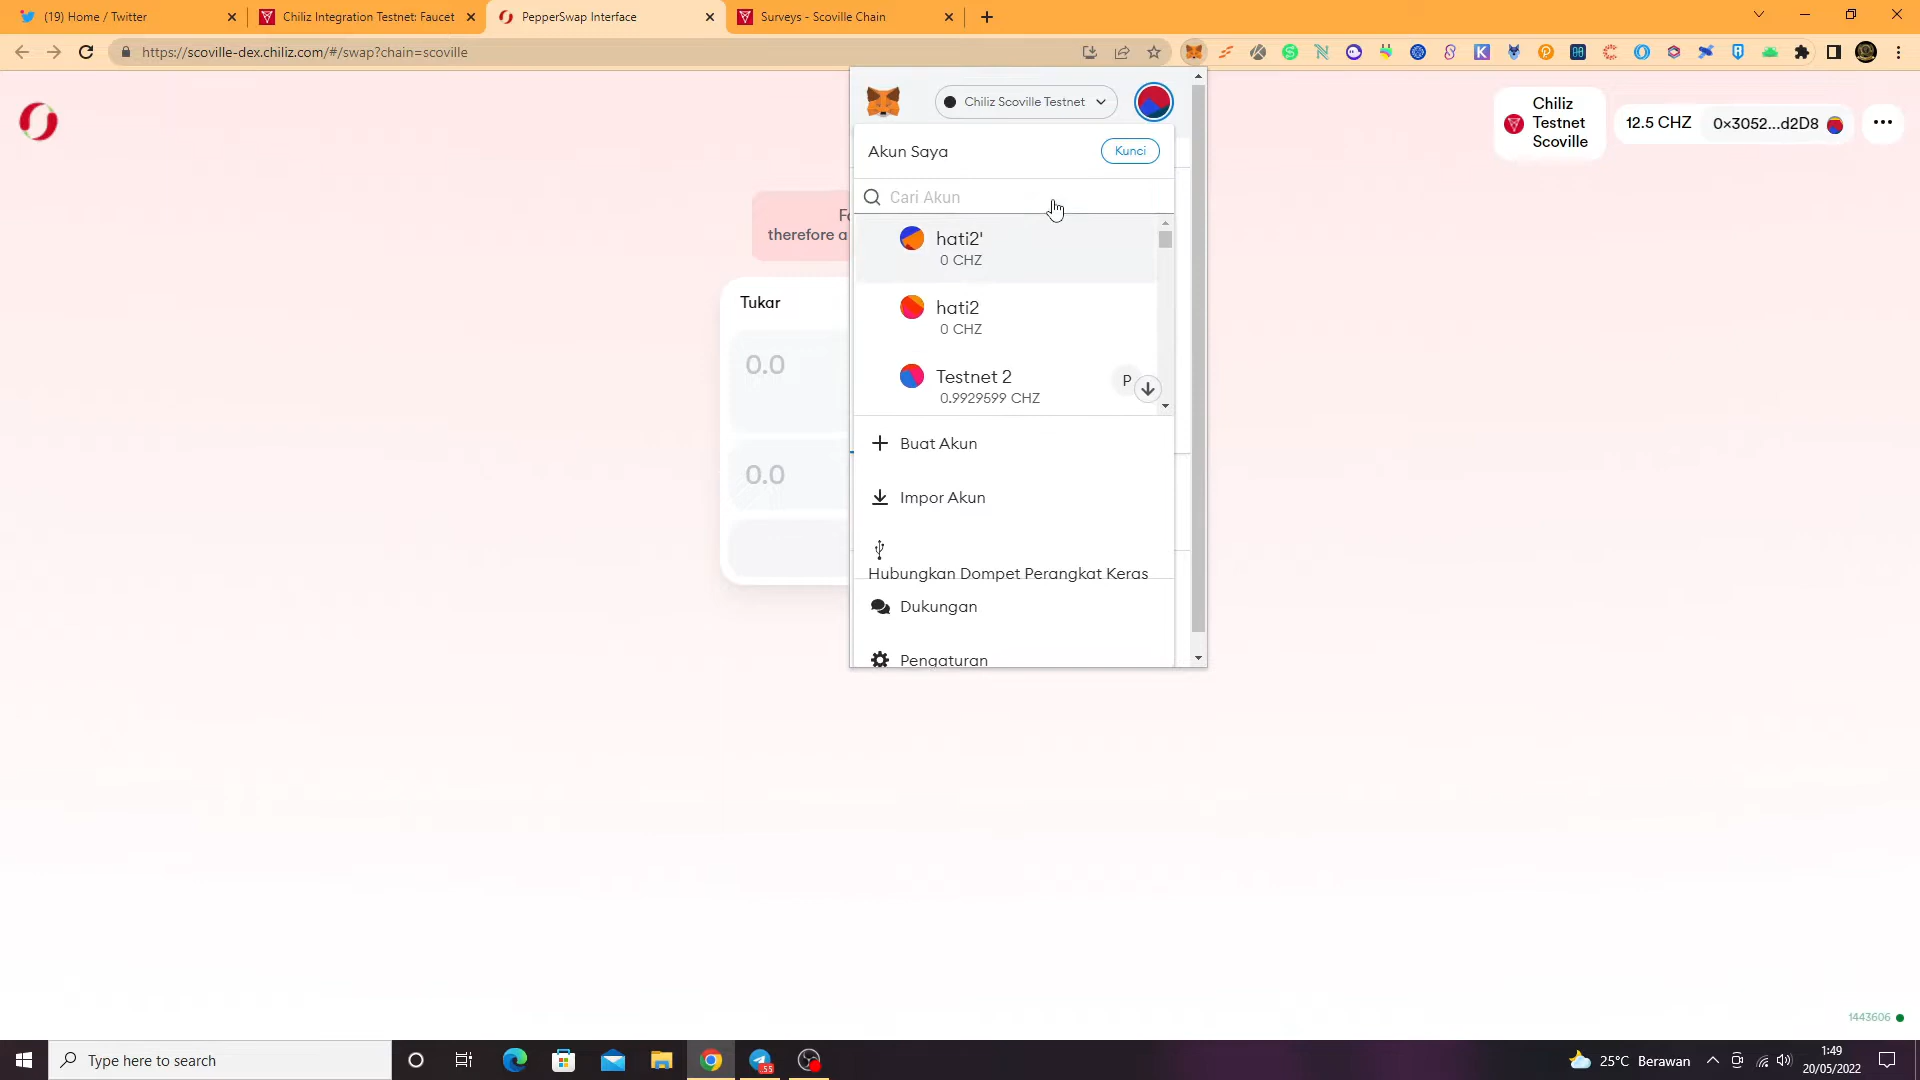 (19) Home / Twitter
Chiliz Integration Testnet: Faucet
PepperSwap Interface
Surveys - Scoville Chain
https://scoville-dex.chiliz.com/#/swap?chain=scoville
Chiliz Scoville Testnet
Chiliz
Testnet
Scoville
12.5 CHZ
0x3052...d2D8
Akun Saya
Kunci
Cari Akun
therefore a
hati2'
0 CHZ
hati2
0 CHZ
Tukar
0.0
Testnet 2
0.9929599 CHZ
P
Buat Akun
0.0
Impor Akun
Hubungkan Dompet Perangkat Keras
Dukungan
Pengaturan
1443606
Type here to search
55
25°C Berawan
1:49
20/05/2022